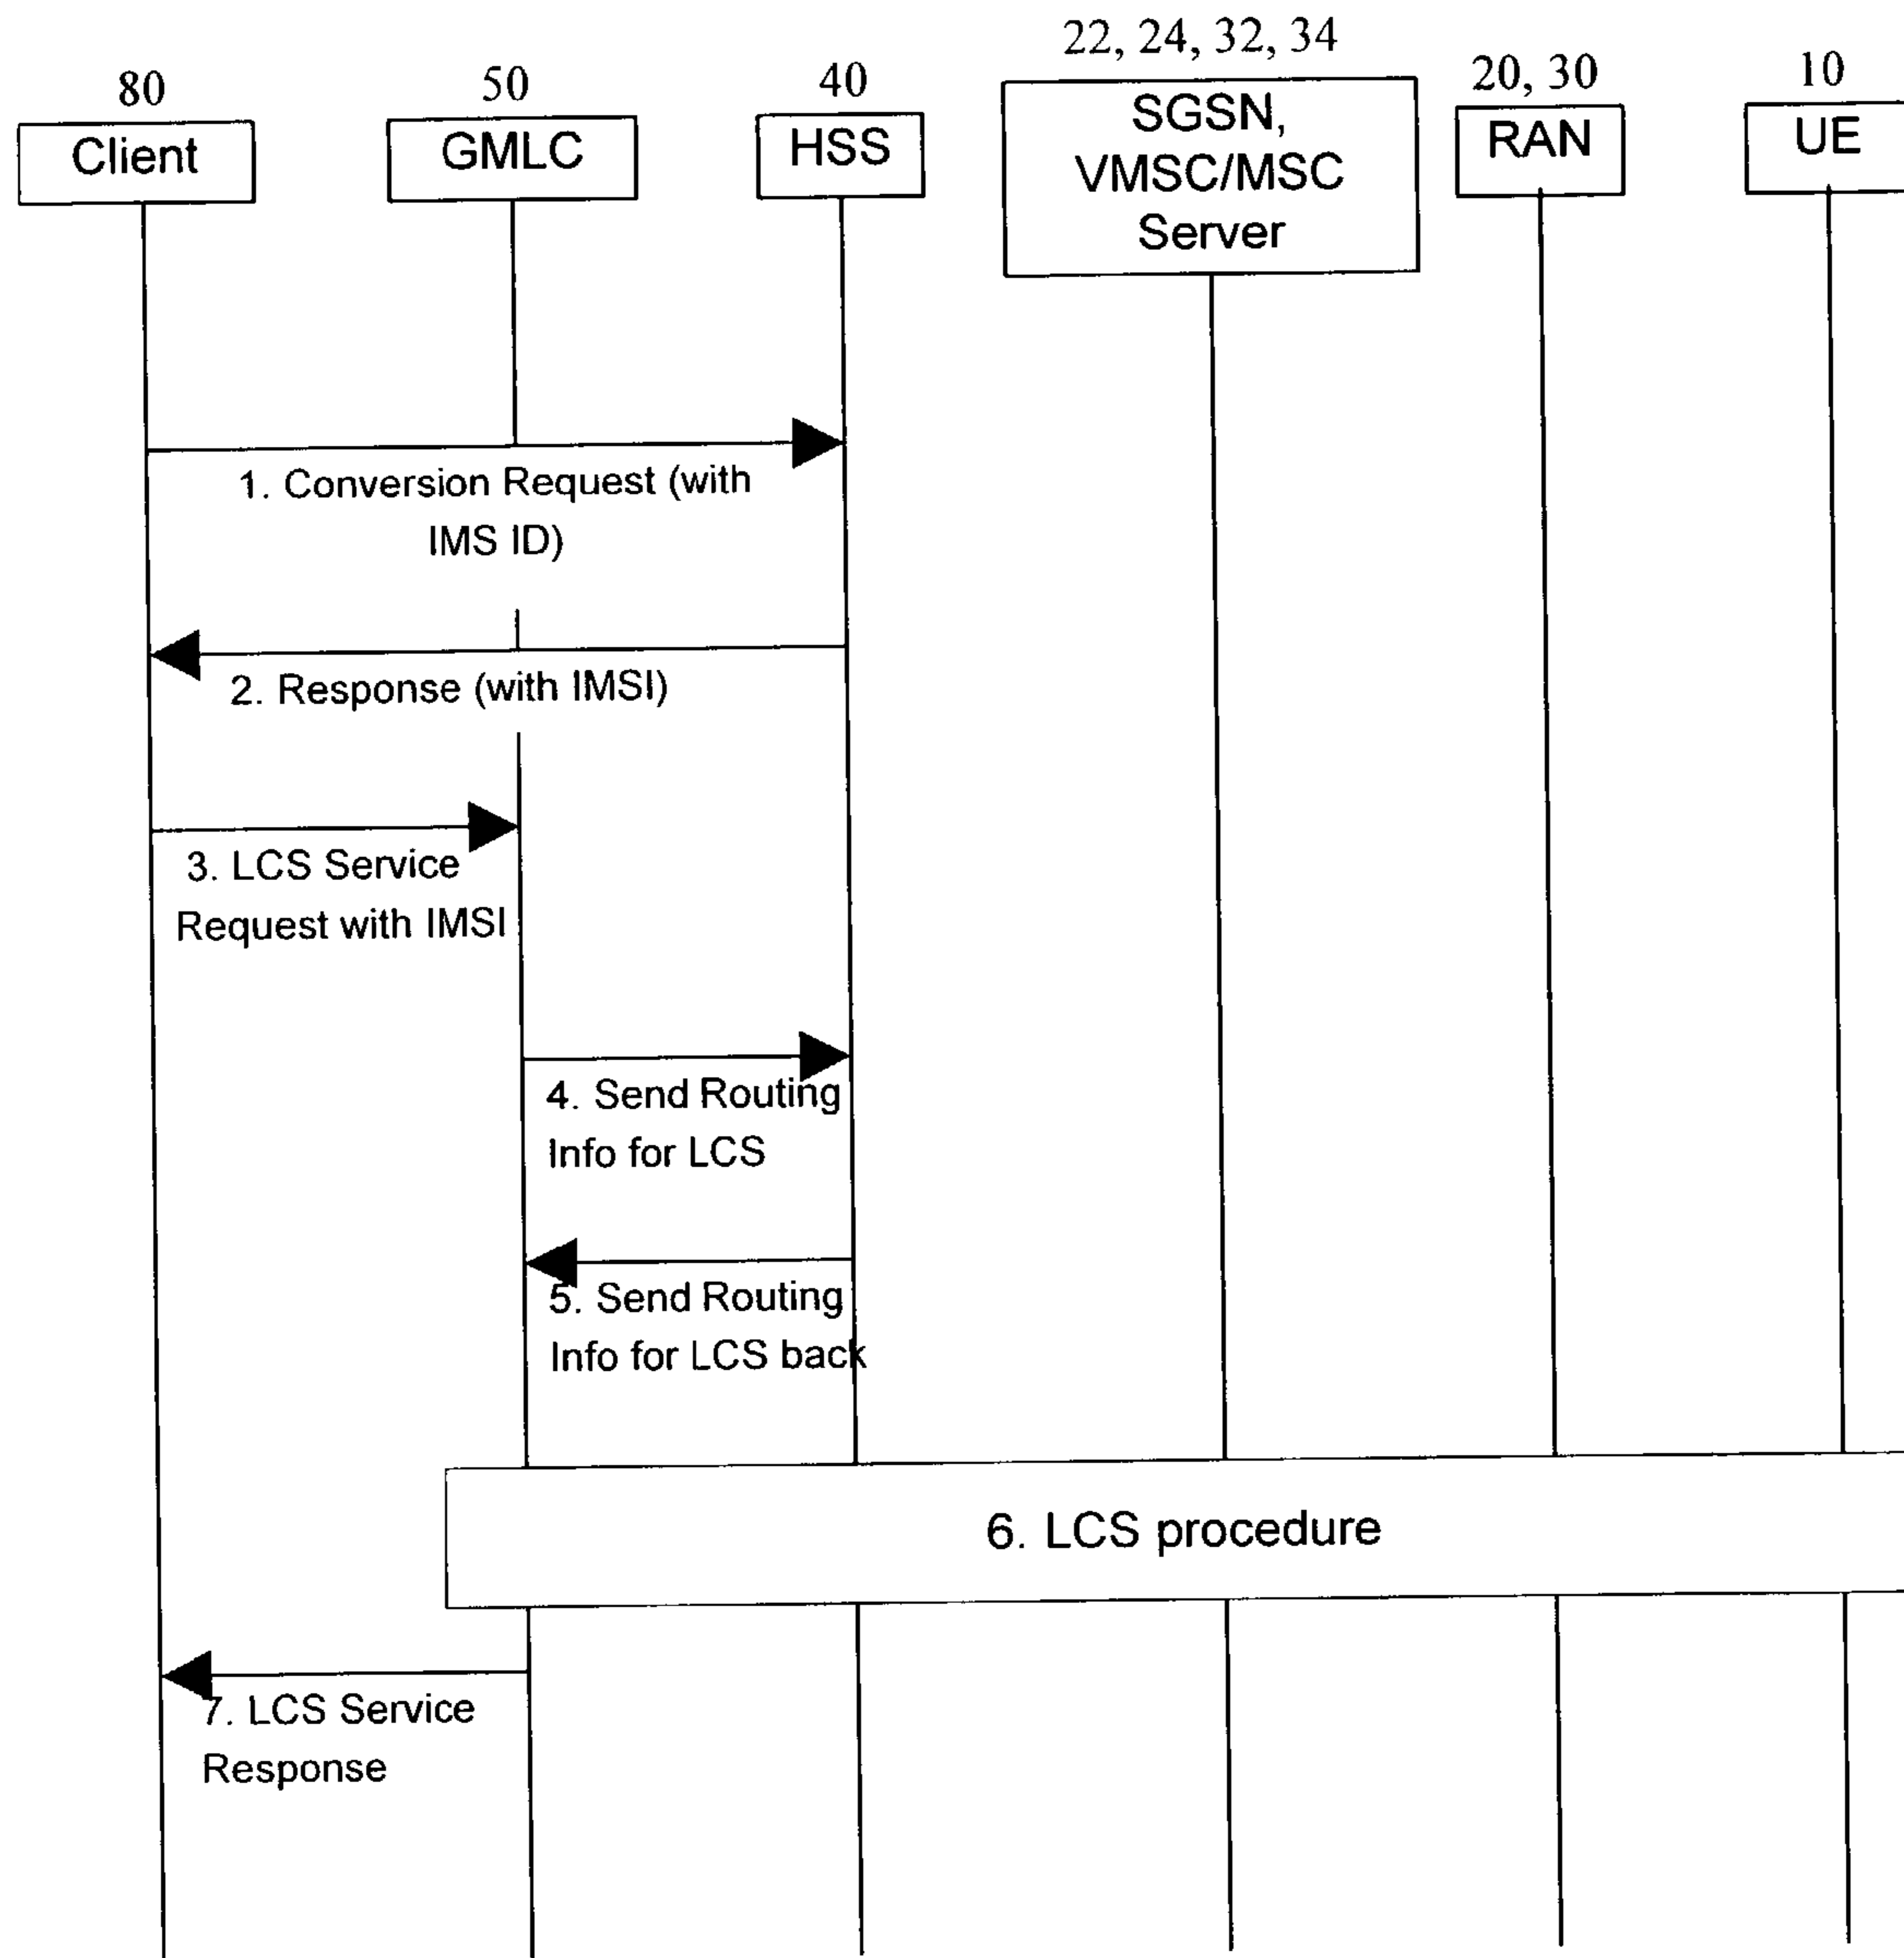 80
50
40
22, 24, 32, 34
20, 30
10
Client
GMLC
HSS
SGSN,
VMSC/MSC
Server
RAN
UE
1. Conversion Request (with
IMS ID)
2. Response (with IMSI)
3. LCS Service
Request with IMSI
4. Send Routing
Info for LCS
5. Send Routing
Info for LCS back
6. LCS procedure
7. LCS Service
Response